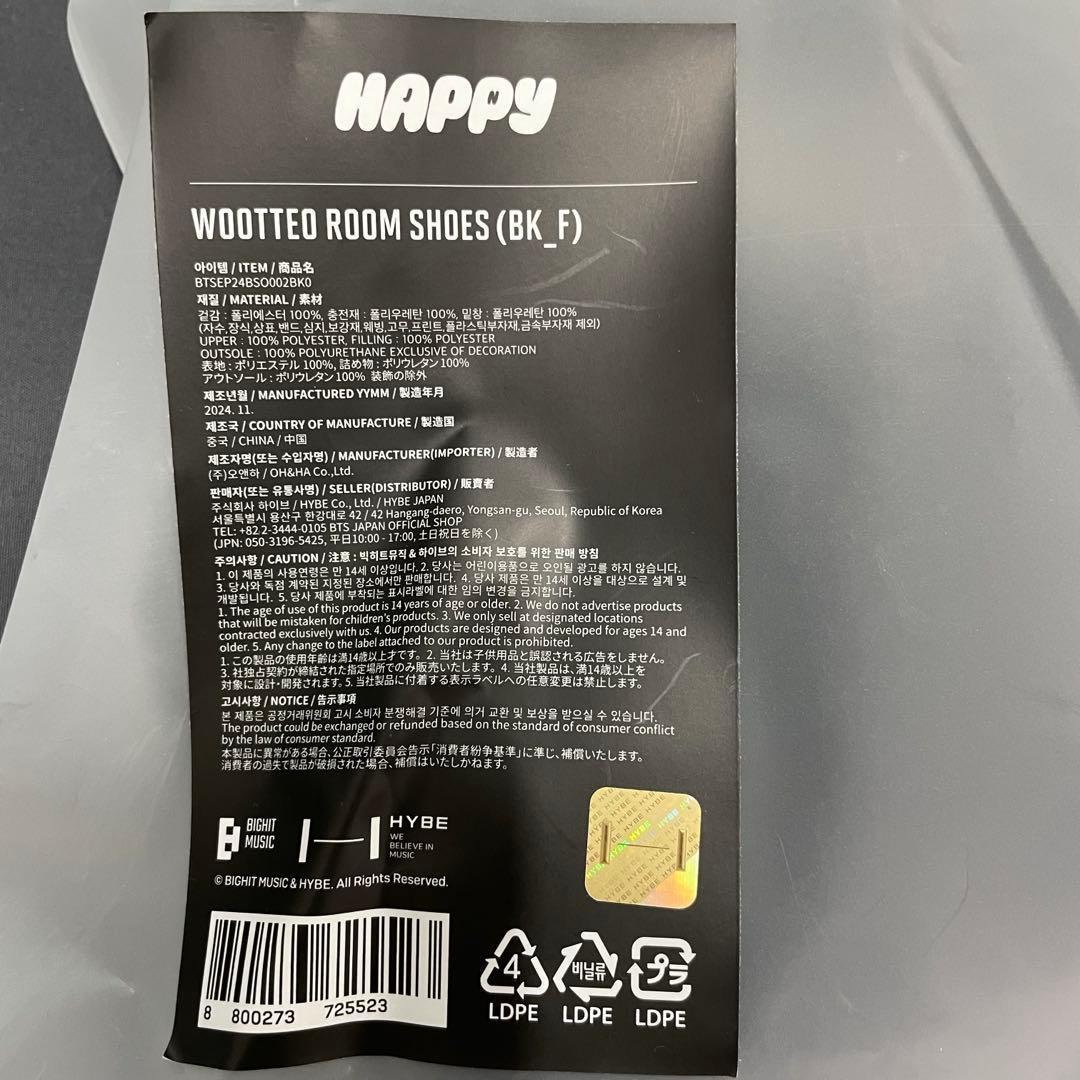 HAPPY
WOOTTEO ROOM SHOES (BK_F)
아이템 / ITEM / 商品名
BTSEP24BSO002BK0
재질 / MATERIAL / 素材
겉감 : 폴리에스터 100%, 충전재 : 폴리우레탄 100%, 밑창 : 폴리우레탄 100%
(자수,장식,상표,밴드,심지,보강재,웨빙,고무,프린트,플라스틱부자재,금속부자재 제외)
UPPER : 100% POLYESTER, FILLING : 100% POLYESTER
OUTSOLE : 100% POLYURETHANE EXCLUSIVE OF DECORATION
表地 : ポリエステル 100%, 詰め物 : ポリウレタン 100%
アウトソール : ポリウレタン 100% 装飾の除外
제조년월 / MANUFACTURED YYMM / 製造年月
2024. 11.
제조국 / COUNTRY OF MANUFACTURE / 製造国
중국 / CHINA / 中国
제조자명(또는 수입자명) / MANUFACTURER(IMPORTER) / 製造者
(주)오앤하 / OH&HA Co.,Ltd.
판매자(또는 유통사명) / SELLER(DISTRIBUTOR) / 販賣者
주식회사 하이브 / HYBE Co., Ltd. / HYBE JAPAN
서울특별시 용산구 한강대로 42 / 42 Hangang-daero, Yongsan-gu, Seoul, Republic of Korea
TEL: +82.2-3444-0105 BTS JAPAN OFFICIAL SHOP
(JPN: 050-3196-5425, 平日10:00 - 17:00, 土日祝日を除く)
주의사항 / CAUTION / 注意 : 빅히트뮤직 & 하이브의 소비자 보호를 위한 판매 방침
1. 이 제품의 사용연령은 만 14세 이상입니다. 2. 당사는 어린이용품으로 오인될 광고를 하지 않습니다.
3. 당사와 독점 계약된 지정된 장소에서만 판매합니다. 4. 당사 제품은 만 14세 이상을 대상으로 설계 및
개발됩니다. 5. 당사 제품에 부착되는 표시라벨에 대한 임의 변경을 금지합니다.
1. The age of use of this product is 14 years of age or older. 2. We do not advertise products
that will be mistaken for children's products. 3. We only sell at designated locations
contracted exclusively with us. 4. Our products are designed and developed for ages 14 and
older. 5. Any change to the label attached to our product is prohibited.
1. この製品の使用年齢は満14歳以上才です。 2. 当社は子供用品と誤認される広告をしません。
3. 社独占契約が締結された指定場所でのみ販売いたします。 4. 当社製品は、満14歳以上を
対象に設計・開発されます。 5. 当社製品に付着する表示ラベルへの任意変更は禁止します。
고시사항 / NOTICE / 告示事項
본 제품은 공정거래위원회 고시 소비자 분쟁해결 기준에 의거 교환 및 보상을 받으실 수 있습니다.
The product could be exchanged or refunded based on the standard of consumer conflict
by the law of consumer standard.
本製品に異常がある場合、公正取引委員会告示「消費者紛争基準」に準じ、補償いたします。
消費者の過失で製品が破損された場合、補償はいたしかねます。
BIGHIT
MUSIC
HYBE
WE
BELIEVE IN
MUSIC
© BIGHIT MUSIC & HYBE. All Rights Reserved.
8 800273 725523
4
LDPE
비닐류
LDPE
プラ
LDPE